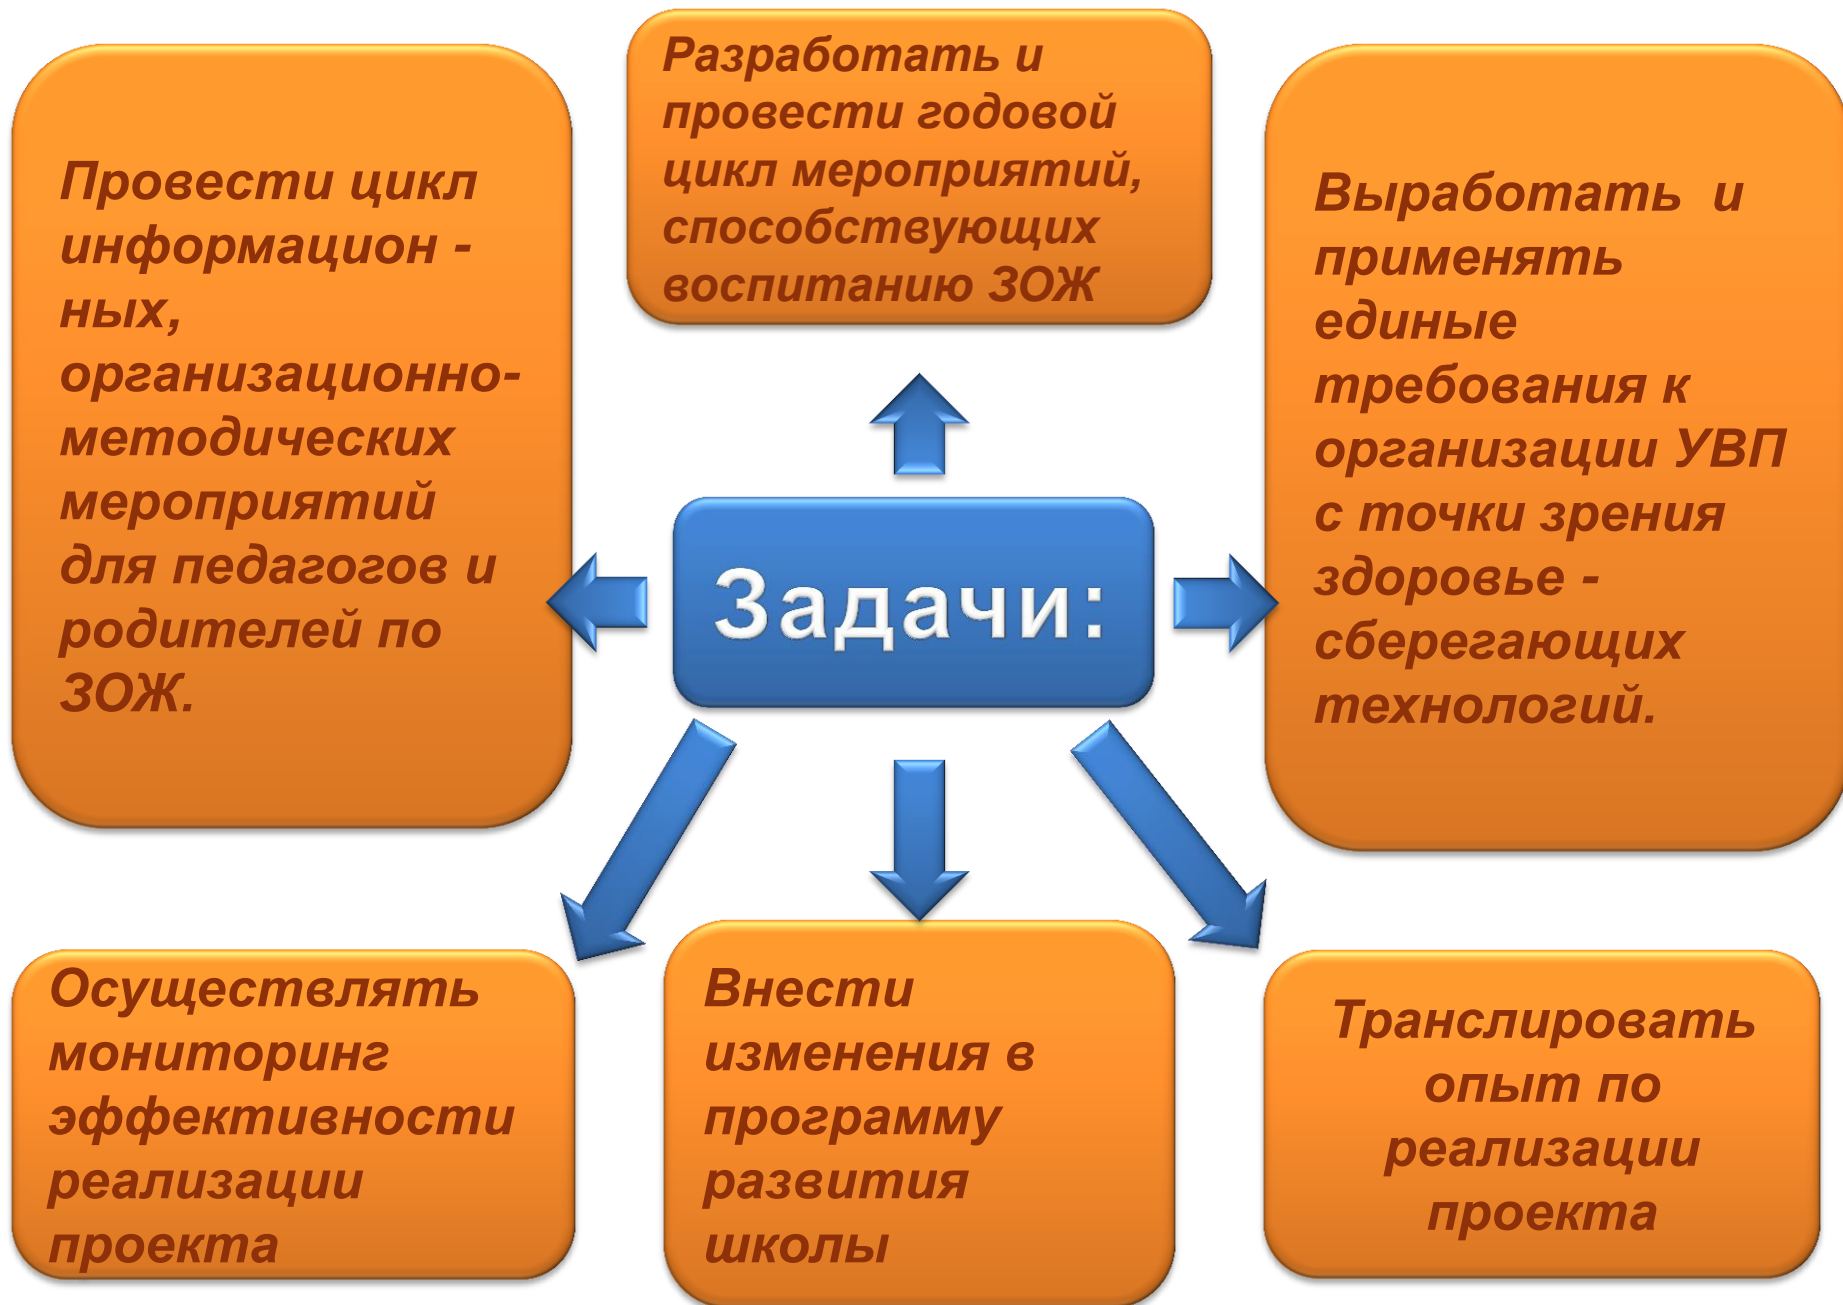 Разработать и
провести годовой
цикл мероприятий,
способствующих
воспитанию ЗОЖ
Провести цикл
информацион -
ных,
организационно-
методических
мероприятий
для педагогов и
родителей по
ЗОЖ.
Задачи:
Выработать  и
применять
единые
требования к
организации УВП
с точки зрения
здоровье -
сберегающих
технологий.
Осуществлять
мониторинг
эффективности
реализации
проекта
Внести
изменения в
программу
развития
школы
Транслировать
опыт по
реализации
проекта